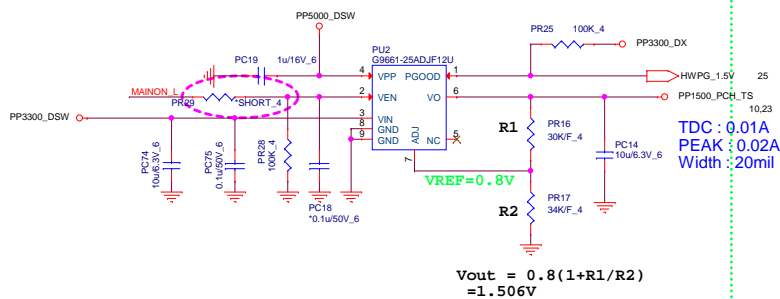 PP5000_DSW
PR25
100K_4
PP3300_DX
PC19
1u/16V_6
PU2
G9661-25ADJF12U
4
VPP
PGOOD
1
HWPG_1.5V
25
MAINON_L
PR29
*SHORT_4
2
VEN
VO
6
PP1500_PCH_TS
10,23
PP3300_DSW
3
VIN
8
GND
9
GND
ADJ
NC
5
7
R1
PR16
30K/F_4
PC14
10u/6.3V_6
TDC : 0.01A
PEAK : 0.02A
Width : 20mil
PC74
10u/6.3V_6
PC75
0.1u/50V_6
PR28
100K_4
PC18
*0.1u/50V_6
VREF=0.8V
R2
PR17
34K/F_4
Vout = 0.8(1+R1/R2)
=1.506V